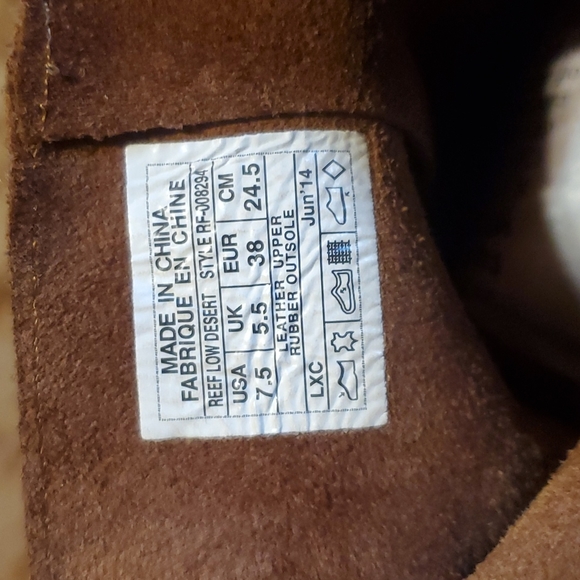 MADE IN CHINA
FABRIQUE EN CHINE
REEF LOW DESERT STYLE RF-008294
USA UK EUR CM
7.5 5.5 38 24.5
LEATHER UPPER
RUBBER OUTSOLE
LXC Jun'14